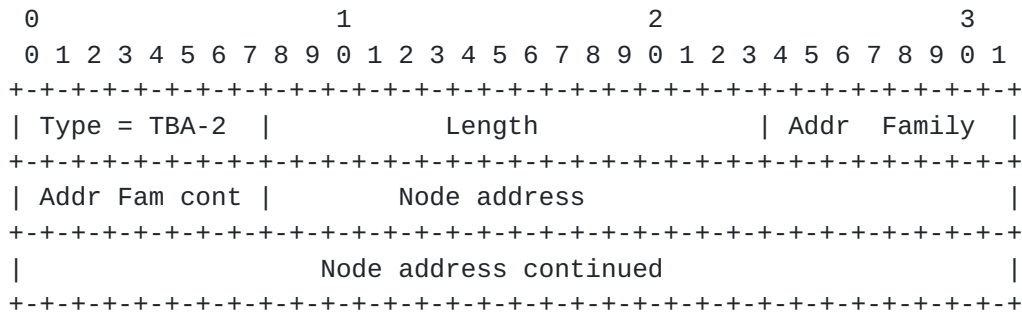 0                   1                   2                   3
 0 1 2 3 4 5 6 7 8 9 0 1 2 3 4 5 6 7 8 9 0 1 2 3 4 5 6 7 8 9 0 1
+-+-+-+-+-+-+-+-+-+-+-+-+-+-+-+-+-+-+-+-+-+-+-+-+-+-+-+-+-+-+-+-+
| Type = TBA-2  |           Length              | Addr  Family  |
+-+-+-+-+-+-+-+-+-+-+-+-+-+-+-+-+-+-+-+-+-+-+-+-+-+-+-+-+-+-+-+-+
| Addr Fam cont |        Node address                           |
+-+-+-+-+-+-+-+-+-+-+-+-+-+-+-+-+-+-+-+-+-+-+-+-+-+-+-+-+-+-+-+-+
|                   Node address continued                      |
+-+-+-+-+-+-+-+-+-+-+-+-+-+-+-+-+-+-+-+-+-+-+-+-+-+-+-+-+-+-+-+-+